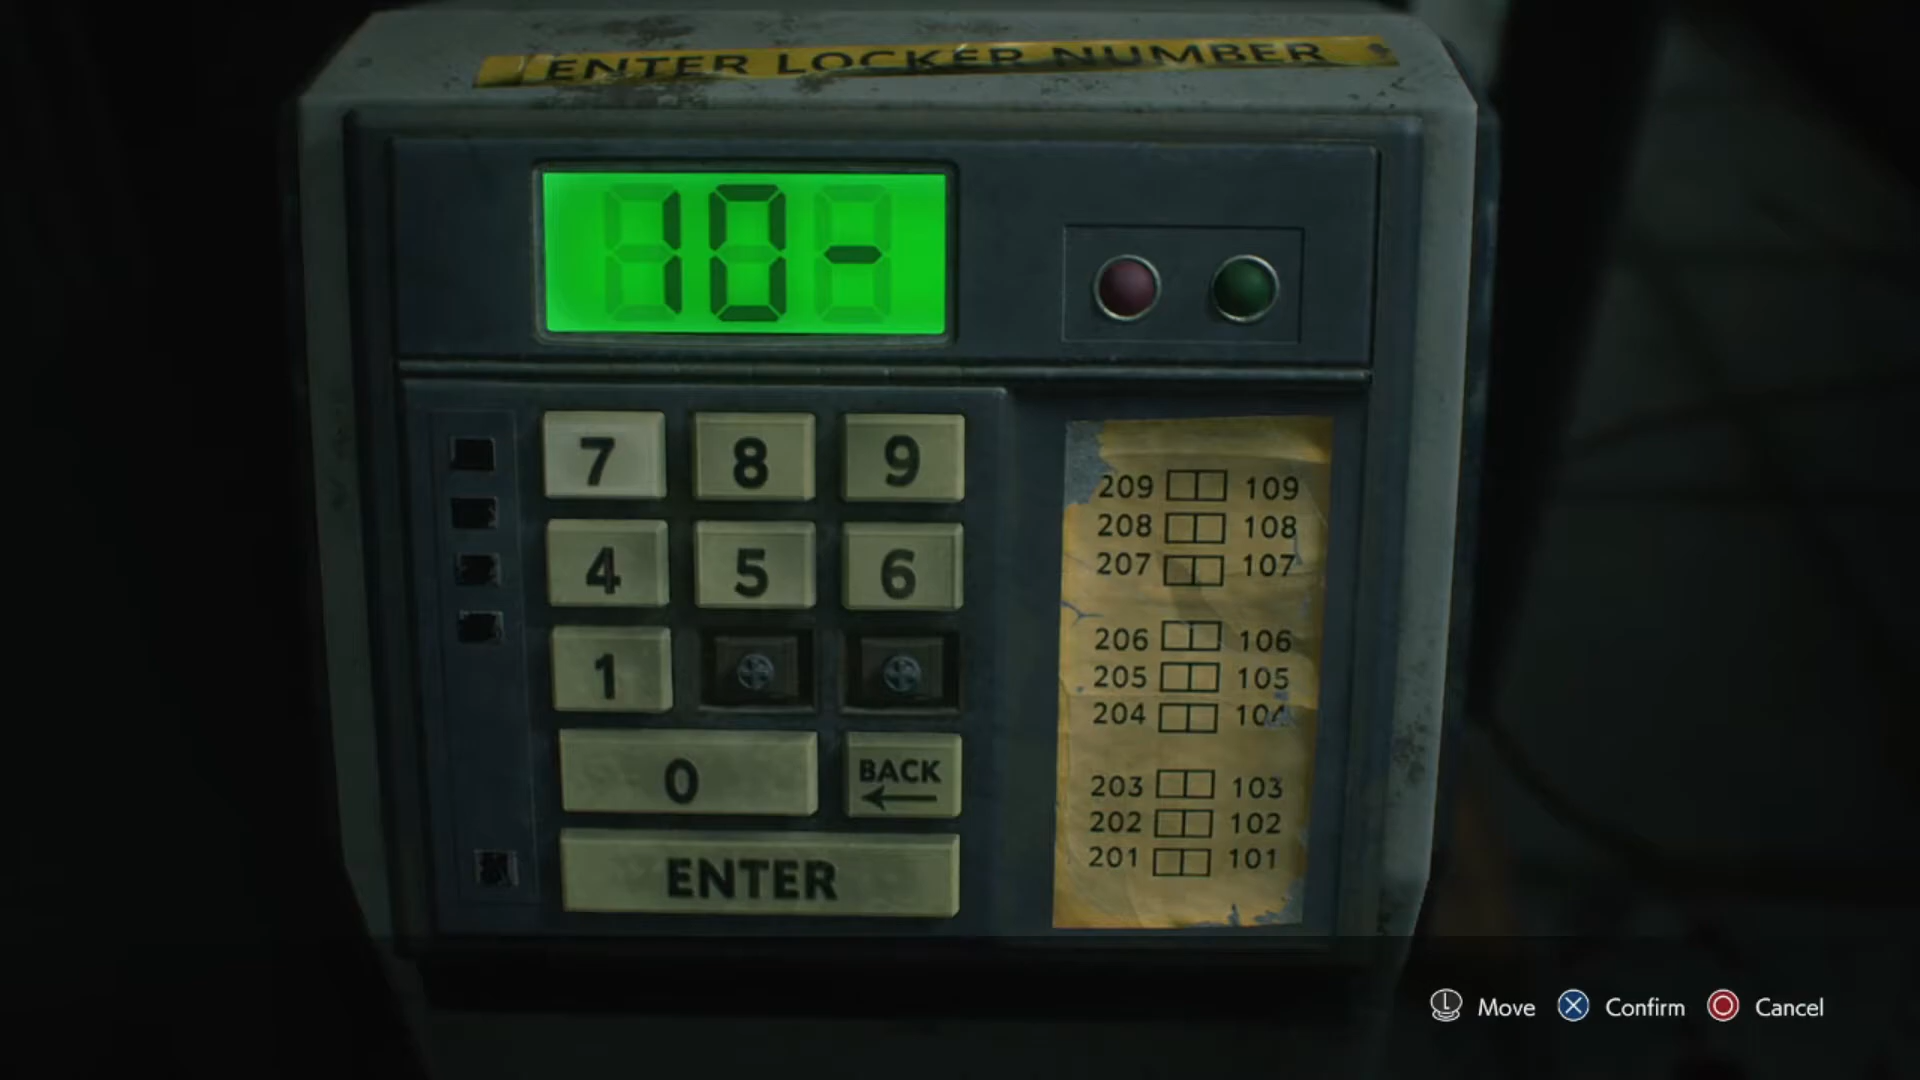 ENTER LOCKER NUMBER
10-
7 8 9
4 5 6
1
0 BACK
ENTER
209 109
208 108
207 107
206 106
205 105
204 104
203 103
202 102
201 101
L Move Confirm Cancel